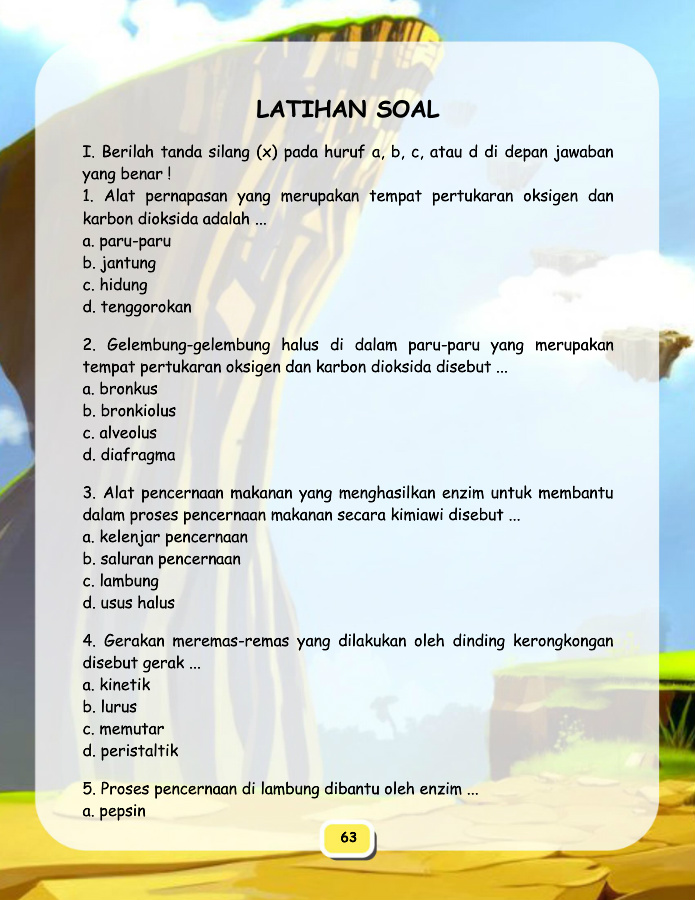 LATIHAN SOAL
I. Berilah tanda silang (x) pada huruf a, b, c, atau d di depan jawaban
yang benar !
1. Alat pernapasan yang merupakan tempat pertukaran oksigen dan
karbon dioksida adalah ...
a. paru-paru
b. jantung
c. hidung
d. tenggorokan
2. Gelembung-gelembung halus di dalam paru-paru yang merupakan
tempat pertukaran oksigen dan karbon dioksida disebut ...
a. bronkus
b. bronkiolus
c. alveolus
d. diafragma
3. Alat pencernaan makanan yang menghasilkan enzim untuk membantu
dalam proses pencernaan makanan secara kimiawi disebut ...
a. kelenjar pencernaan
b. saluran pencernaan
c. lambung
d. usus halus
4. Gerakan meremas-remas yang dilakukan oleh dinding kerongkongan
disebut gerak ...
a. kinetik
b. lurus
c. memutar
d. peristaltik
5. Proses pencernaan di lambung dibantu oleh enzim ...
a. pepsin
63